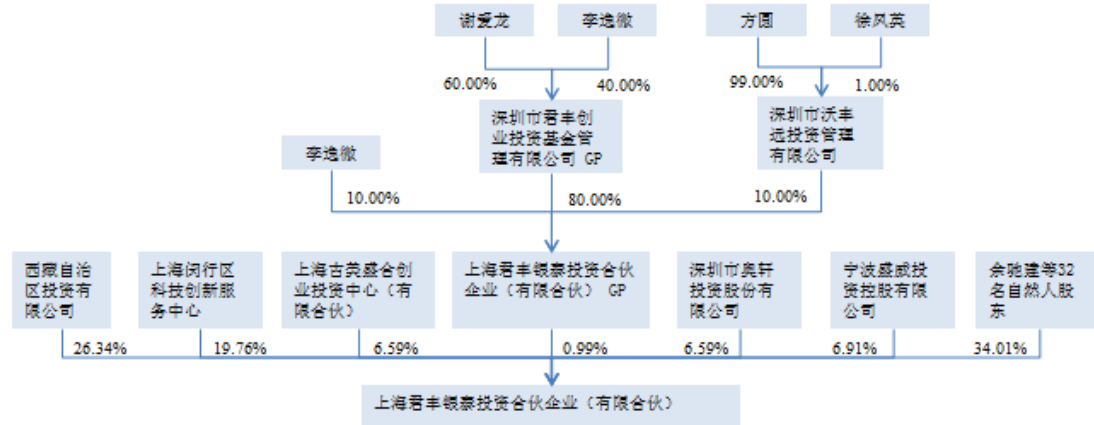 谢爱龙
李逸微
方圆
徐风英
60.00%
40.00%
99.00%
1.00%
深圳市君丰创
业投资基金管
理有限公司 GP
深圳市沃丰
远投资管理
有限公司
李逸微
10.00%
80.00%
10.00%
西藏自治
区投资有
限公司
上海闵行区
科技创新服
务中心
上海古美盛合创
业投资中心（有
限合伙）
上海君丰银泰投资合伙
企业（有限合伙） GP
深圳市奥轩
投资股份有
限公司
宁波盛威投
资控股有限
公司
余驰建等32
名自然人股
东
26.34%
19.76%
6.59%
0.99%
6.59%
6.91%
34.01%
上海君丰银泰投资合伙企业（有限合伙）